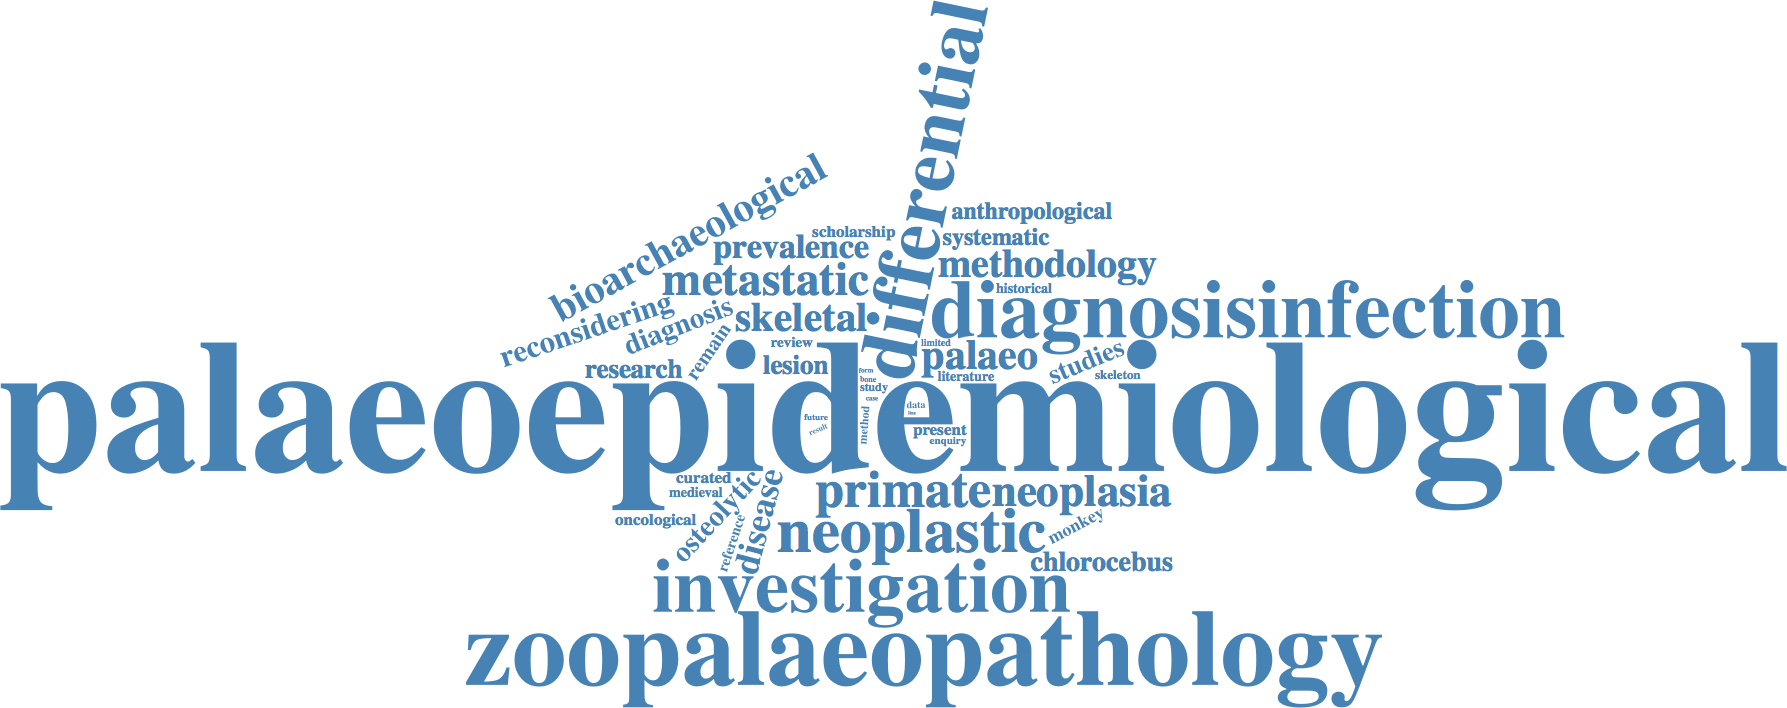 differential
bioarchaeological
anthropological
scholarship
systematic
prevalence
methodology
metastatic
historical
diagnosisinfection
reconsidering
diagnosis
skeletal
remain
review
limited
palaeo
studies
research
lesion
literature
skeleton
form
bone
study
case
palaeoepidemiological
data
future
result
method
present
enquiry
curated
medieval
primate
neoplasia
oncological
osteolytic
reference
disease
neoplastic
monkey
chlorocebus
investigation
zoopalaeopathology